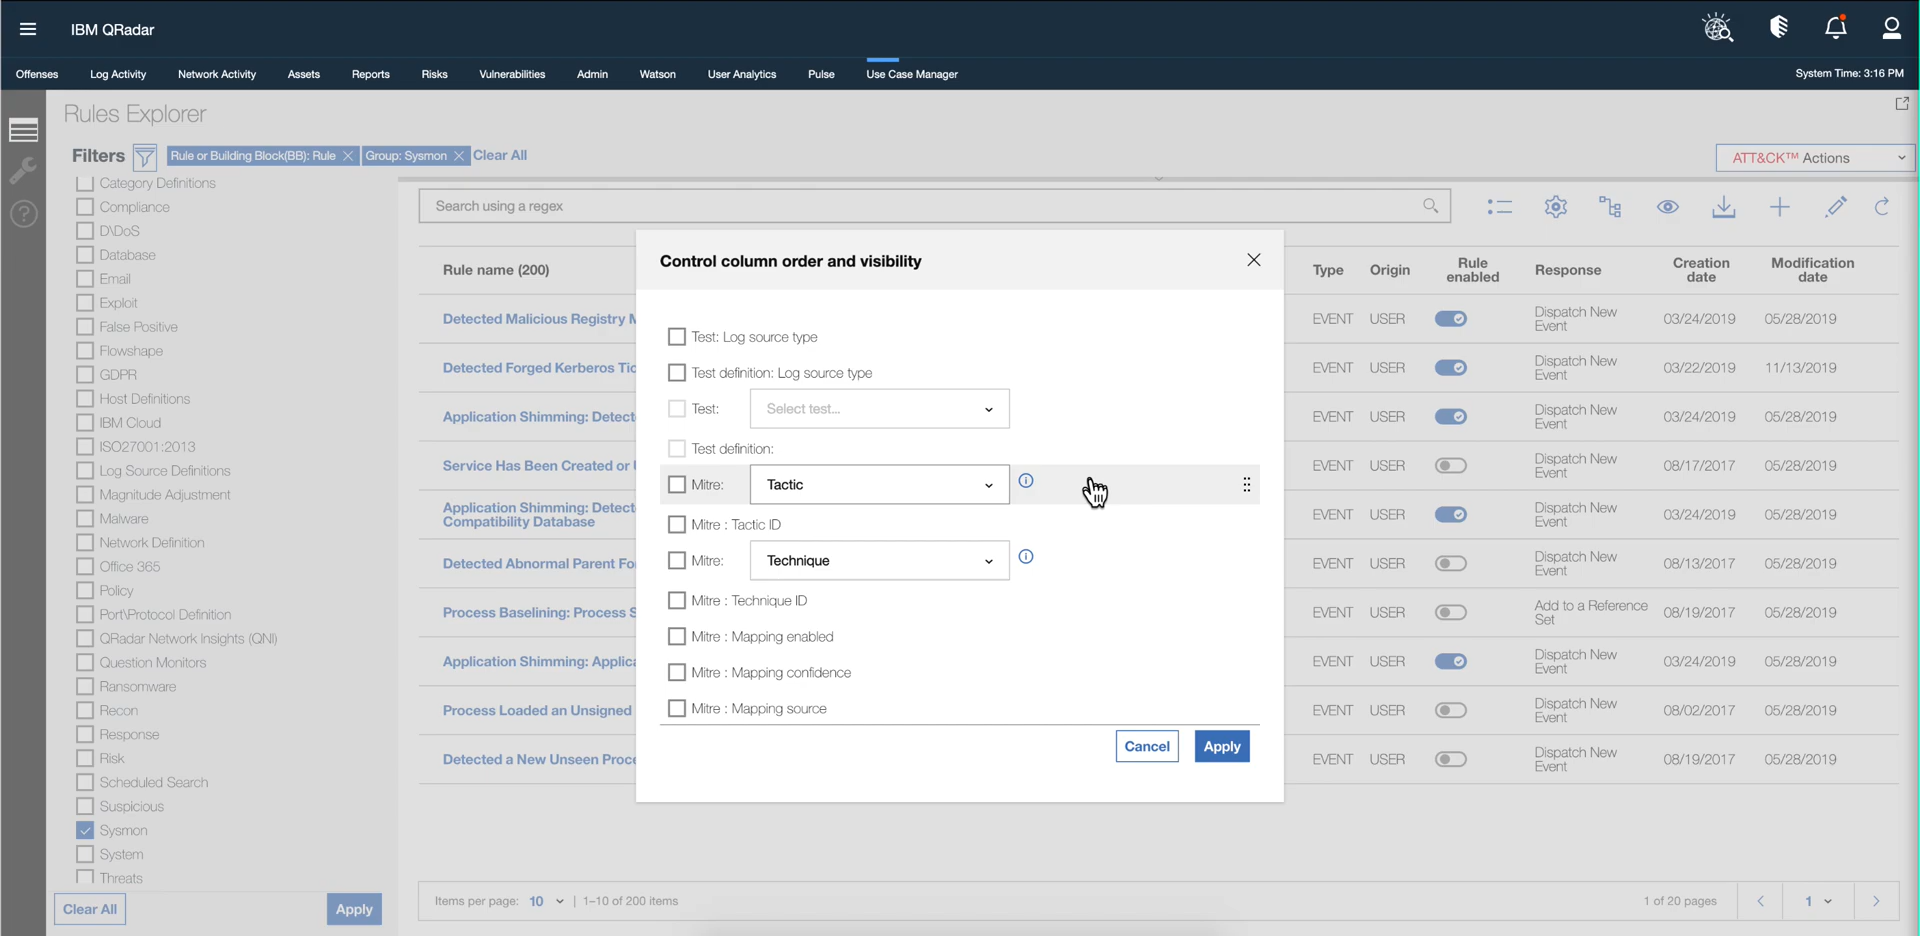 IBM QRadar
Offenses Log Activity Network Activity Assets Reports Risks Vulnerabilities Admin Watson User Analytics Pulse Use Case Manager System Time: 3:16 PM
Rules Explorer
Filters Rule or Building Block(BB): Rule Group: Sysmon Clear All
ATT&CK™ Actions
Category Definitions
Compliance
D\DoS
Database
Email
Exploit
False Positive
Flowshape
GDPR
Host Definitions
IBM Cloud
ISO27001:2013
Log Source Definitions
Magnitude Adjustment
Malware
Network Definition
Office 365
Policy
Port\Protocol Definition
QRadar Network Insights (QNI)
Question Monitors
Ransomware
Recon
Response
Risk
Scheduled Search
Suspicious
Sysmon
System
Threats
Clear All Apply
Search using a regex
Rule name (200)
Detected Malicious Registry M
Detected Forged Kerberos Tic
Application Shimming: Detect
Service Has Been Created or U
Application Shimming: Detect
Compatibility Database
Detected Abnormal Parent Fo
Process Baselining: Process S
Application Shimming: Applica
Process Loaded an Unsigned
Detected a New Unseen Proce
Control column order and visibility
Test: Log source type
Test definition: Log source type
Test: Select test...
Test definition:
Mitre: Tactic
Mitre : Tactic ID
Mitre: Technique
Mitre : Technique ID
Mitre : Mapping enabled
Mitre : Mapping confidence
Mitre : Mapping source
Cancel Apply
Type Origin Rule enabled Response Creation date Modification date
EVENT USER Dispatch New Event 03/24/2019 05/28/2019
EVENT USER Dispatch New Event 03/22/2019 11/13/2019
EVENT USER Dispatch New Event 03/24/2019 05/28/2019
EVENT USER Dispatch New Event 08/17/2017 05/28/2019
EVENT USER Dispatch New Event 03/24/2019 05/28/2019
EVENT USER Dispatch New Event 08/13/2017 05/28/2019
EVENT USER Add to a Reference Set 08/19/2017 05/28/2019
EVENT USER Dispatch New Event 03/24/2019 05/28/2019
EVENT USER Dispatch New Event 08/02/2017 05/28/2019
EVENT USER Dispatch New Event 08/19/2017 05/28/2019
Items per page: 10 | 1–10 of 200 items
1 of 20 pages 1